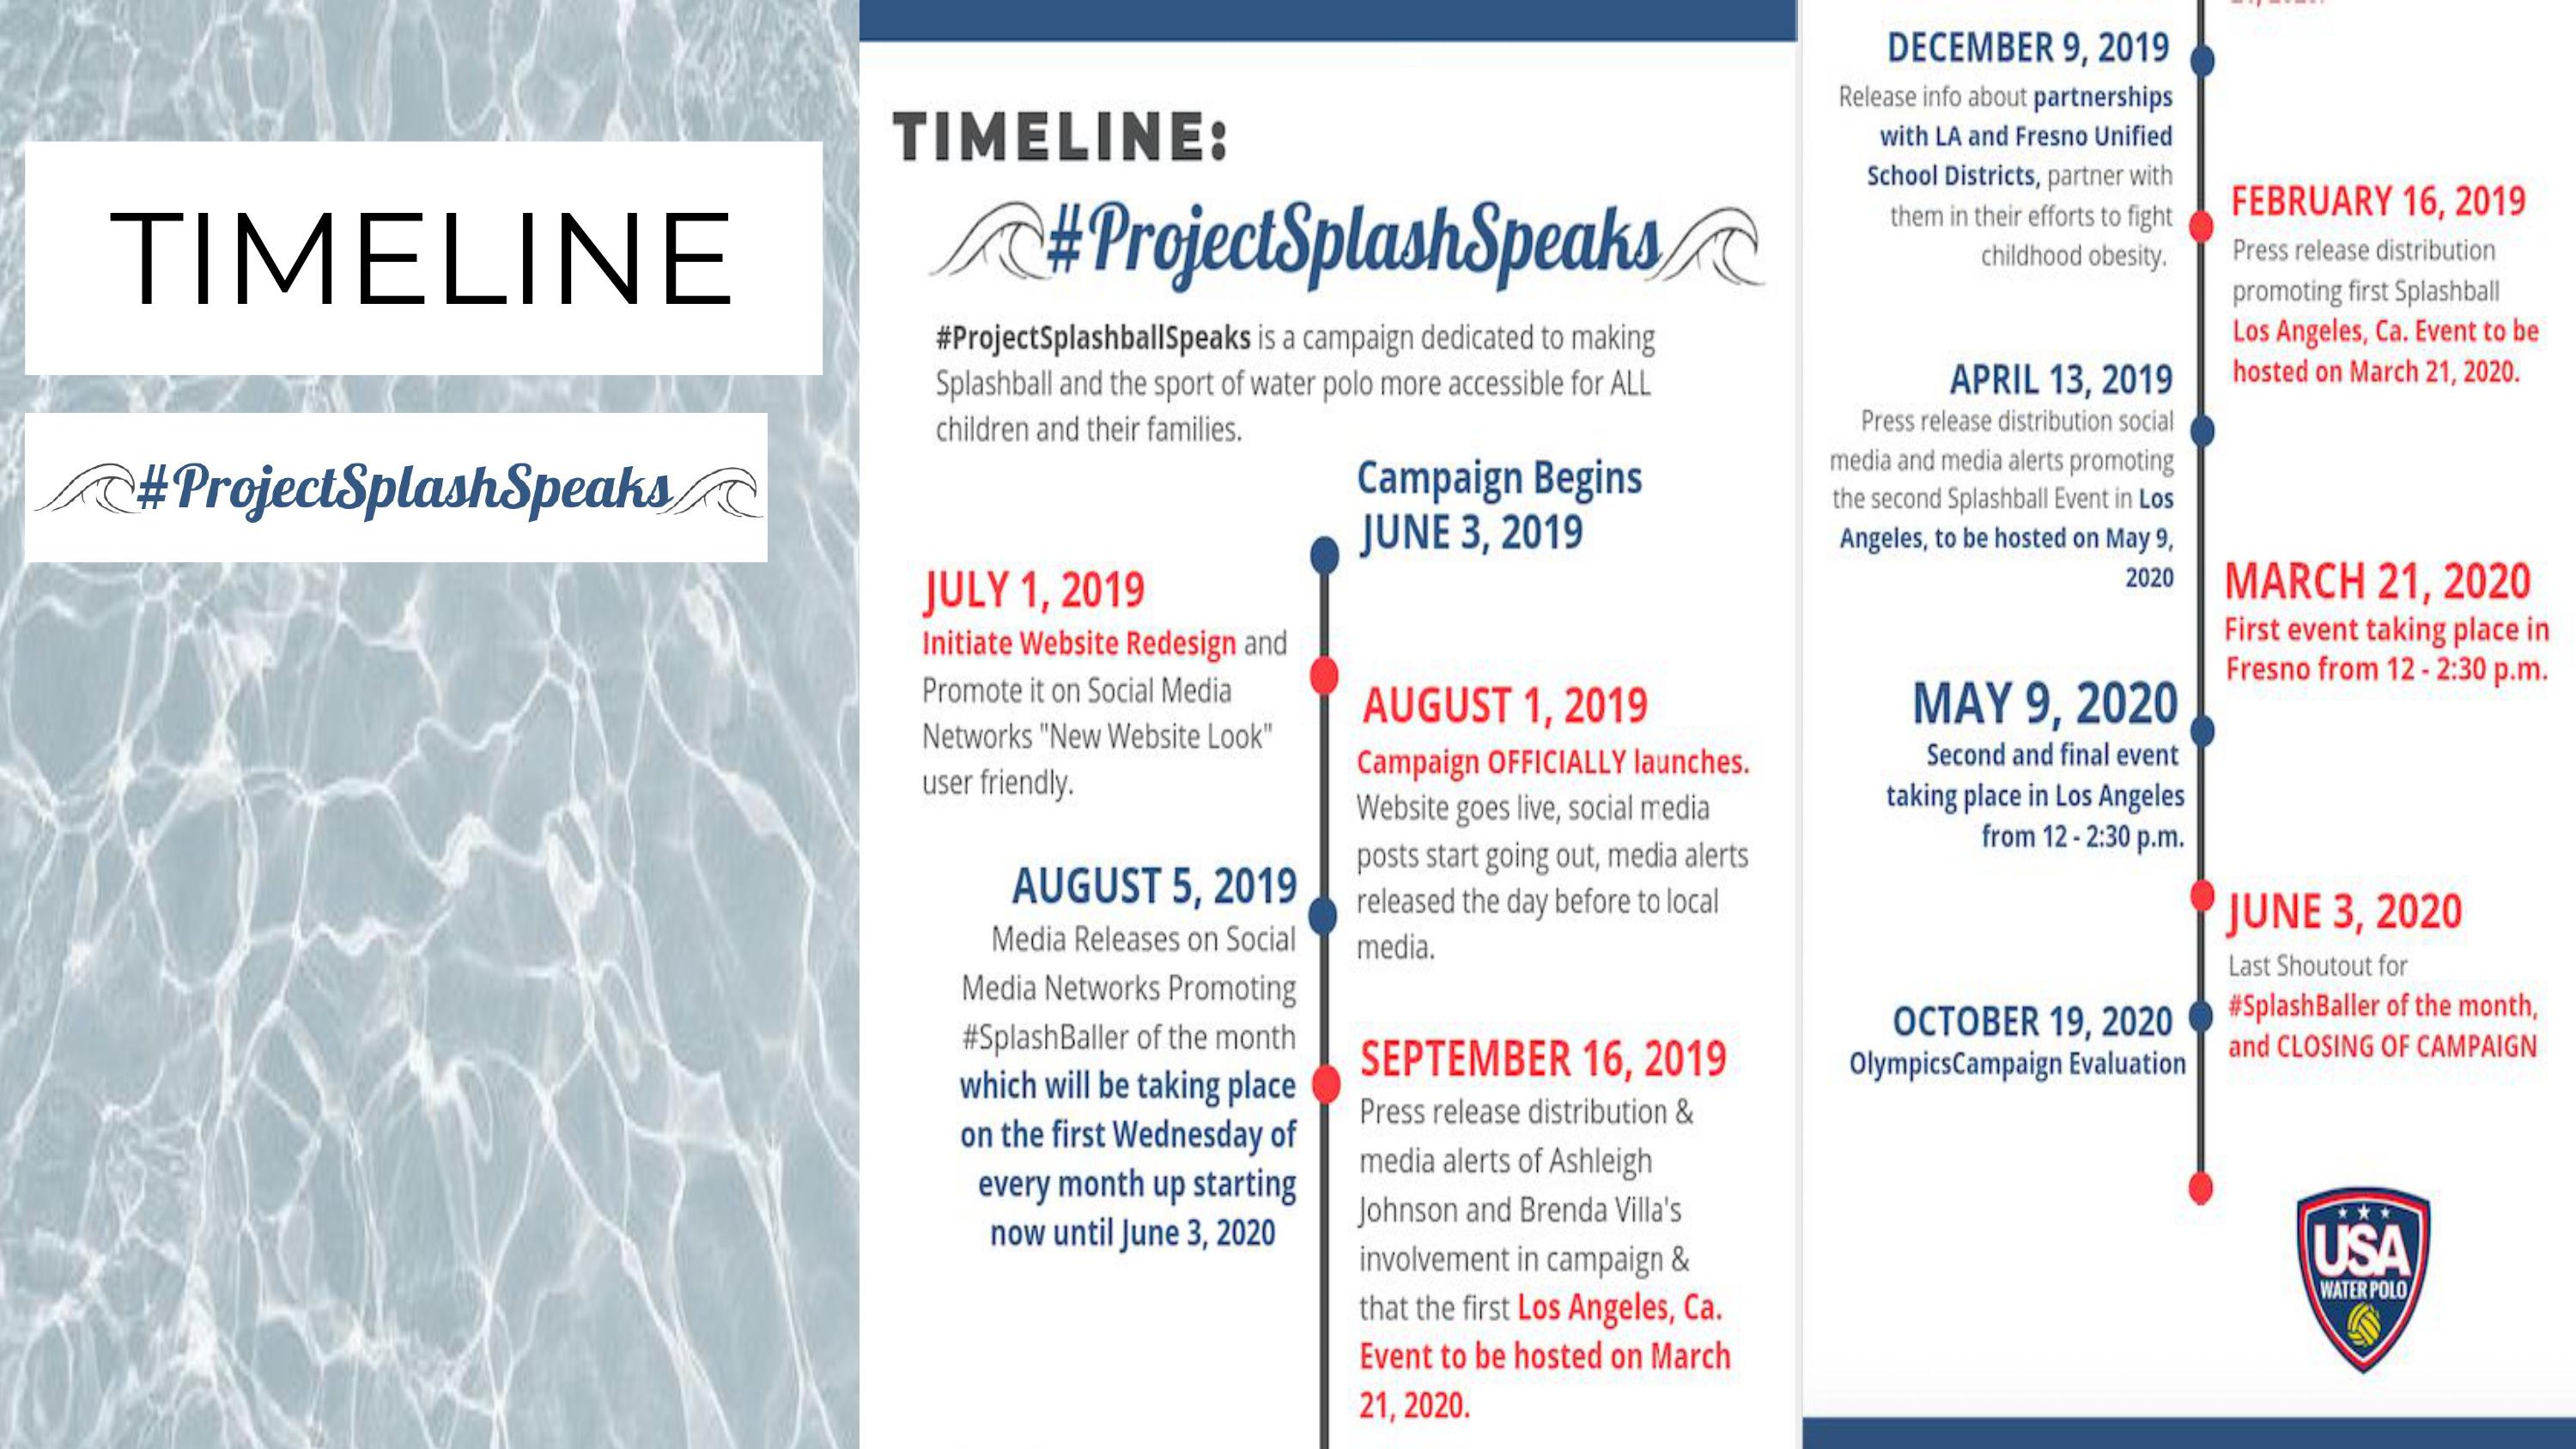 TIMELINE
#ProjectSplashSpeaks
TIMELINE:
#ProjectSplashSpeaks
#ProjectSplashballSpeaks is a campaign dedicated to making
Splashball and the sport of water polo more accessible for ALL
children and their families.
Campaign Begins
JUNE 3, 2019
JULY 1, 2019
Initiate Website Redesign and
Promote it on Social Media
Networks "New Website Look"
user friendly.
AUGUST 1, 2019
Campaign OFFICIALLY launches.
Website goes live, social media
posts start going out, media alerts
released the day before to local
media.
AUGUST 5, 2019
Media Releases on Social
Media Networks Promoting
#SplashBaller of the month
which will be taking place
on the first Wednesday of
every month up starting
now until June 3, 2020
SEPTEMBER 16, 2019
Press release distribution &
media alerts of Ashleigh
Johnson and Brenda Villa's
involvement in campaign &
that the first Los Angeles, Ca.
Event to be hosted on March
21, 2020.
DECEMBER 9, 2019
Release info about partnerships
with LA and Fresno Unified
School Districts, partner with
them in their efforts to fight
childhood obesity.
FEBRUARY 16, 2019
Press release distribution
promoting first Splashball
Los Angeles, Ca. Event to be
hosted on March 21, 2020.
APRIL 13, 2019
Press release distribution social
media and media alerts promoting
the second Splashball Event in Los
Angeles, to be hosted on May 9,
2020
MARCH 21, 2020
First event taking place in
Fresno from 12 - 2:30 p.m.
MAY 9, 2020
Second and final event
taking place in Los Angeles
from 12 - 2:30 p.m.
JUNE 3, 2020
Last Shoutout for
#SplashBaller of the month,
and CLOSING OF CAMPAIGN
OCTOBER 19, 2020
OlympicsCampaign Evaluation
USA
WATER POLO